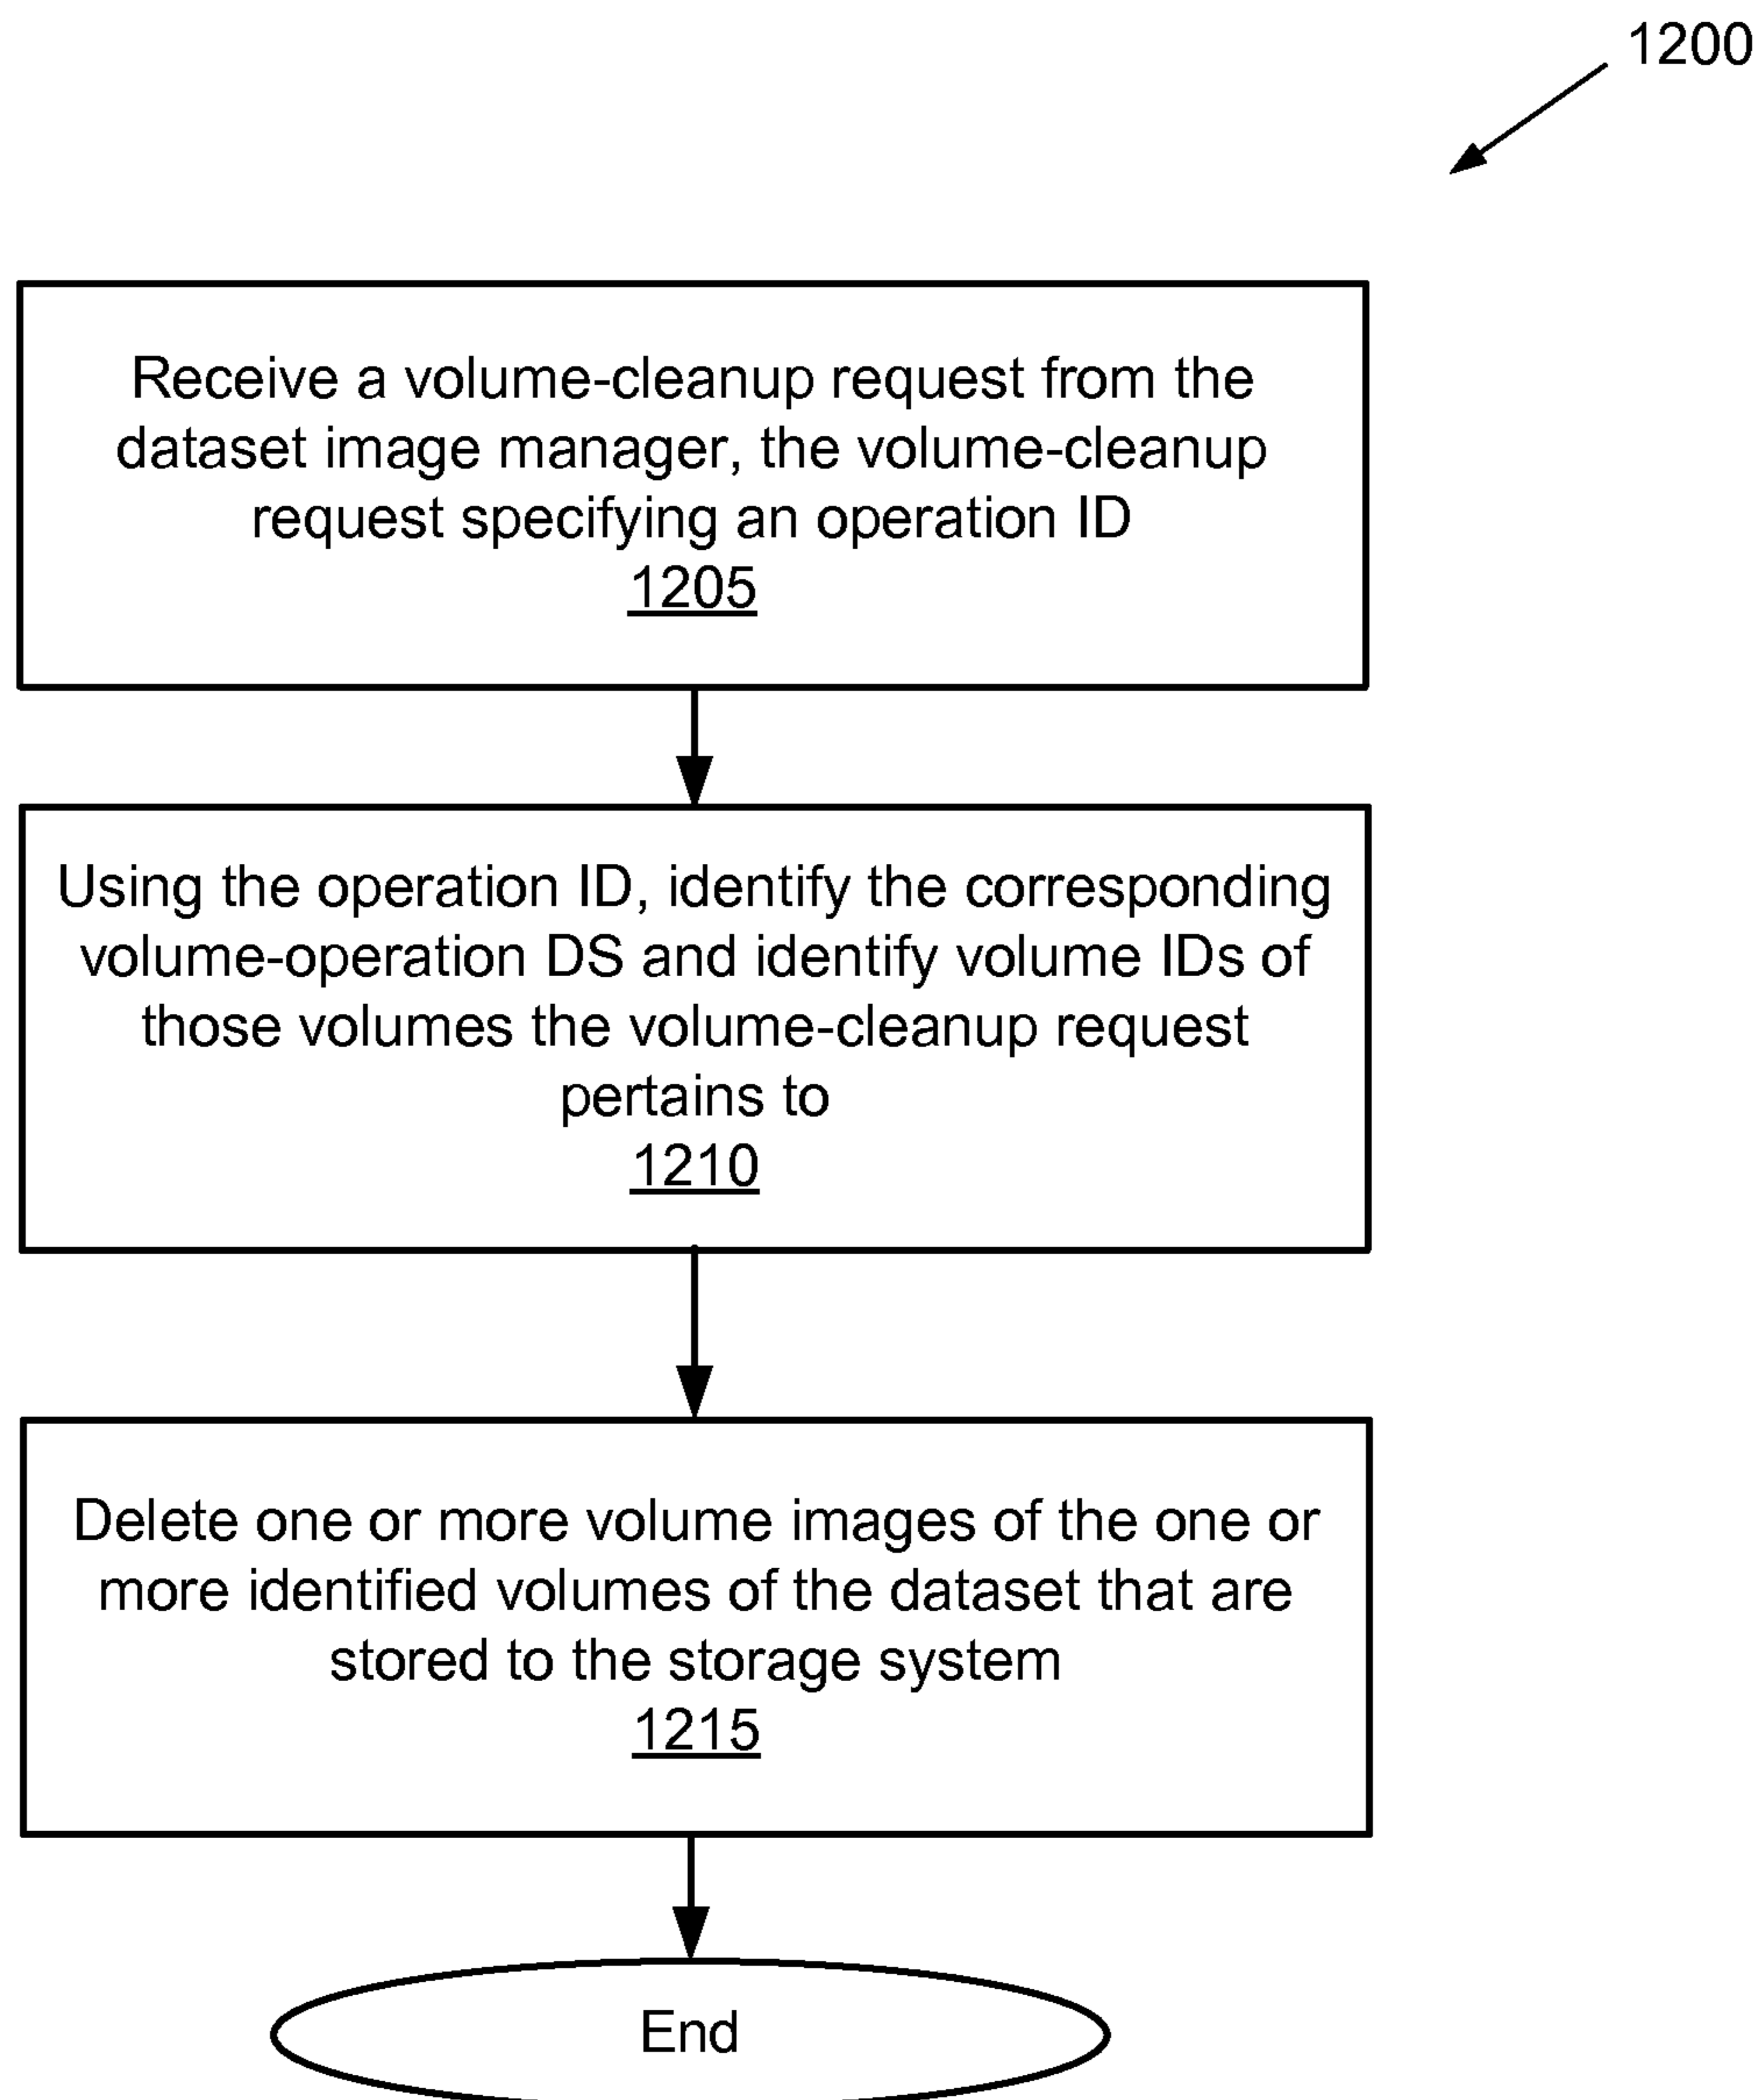 1200
Receive a volume-cleanup request from the
dataset image manager, the volume-cleanup
request specifying an operation ID
1205
Using the operation ID, identify the corresponding
volume-operation DS and identify volume IDs of
those volumes the volume-cleanup request
pertains to
1210
Delete one or more volume images of the one or
more identified volumes of the dataset that are
stored to the storage system
1215
End